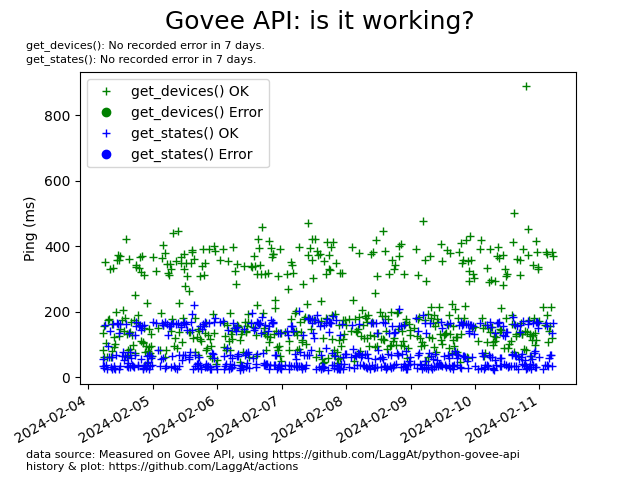 Govee API: is it working?
get_devices(): No recorded error in 7 days.
get_states(): No recorded error in 7 days.
get_devices() OK
get_devices() Error
get_states() OK
get_states() Error
Ping (ms)
800
600
400
200
0
2024-02-04
2024-02-05
2024-02-06
2024-02-07
2024-02-08
2024-02-09
2024-02-10
2024-02-11
data source: Measured on Govee API, using https://github.com/LaggAt/python-govee-api
history & plot: https://github.com/LaggAt/actions